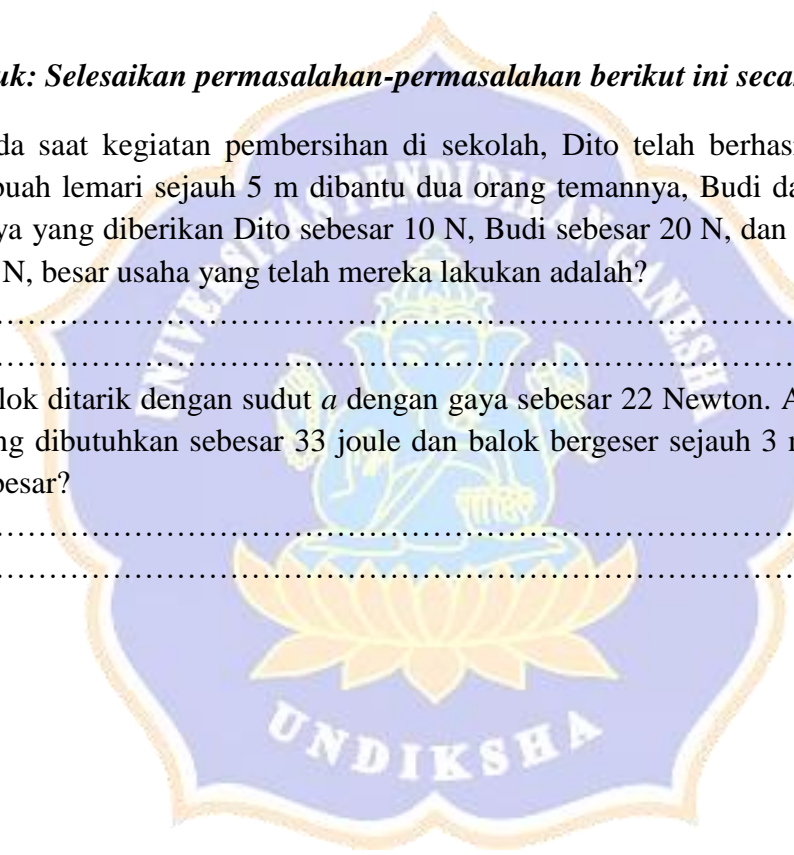 uk: Selesaikan permasalahan-permasalahan berikut ini seca
da saat kegiatan pembersihan di sekolah, Dito telah berhas
buah lemari sejauh 5 m dibantu dua orang temannya, Budi da
ya yang diberikan Dito sebesar 10 N, Budi sebesar 20 N, dan
N, besar usaha yang telah mereka lakukan adalah?
………………………………………………………………………
………………………………………………………………………
lok ditarik dengan sudut a dengan gaya sebesar 22 Newton. A
ng dibutuhkan sebesar 33 joule dan balok bergeser sejauh 3
besar?
………………………………………………………………………
………………………………………………………………………
UNIVERSITAS PENDIDIKAN GANESHA
UNDIKSHA